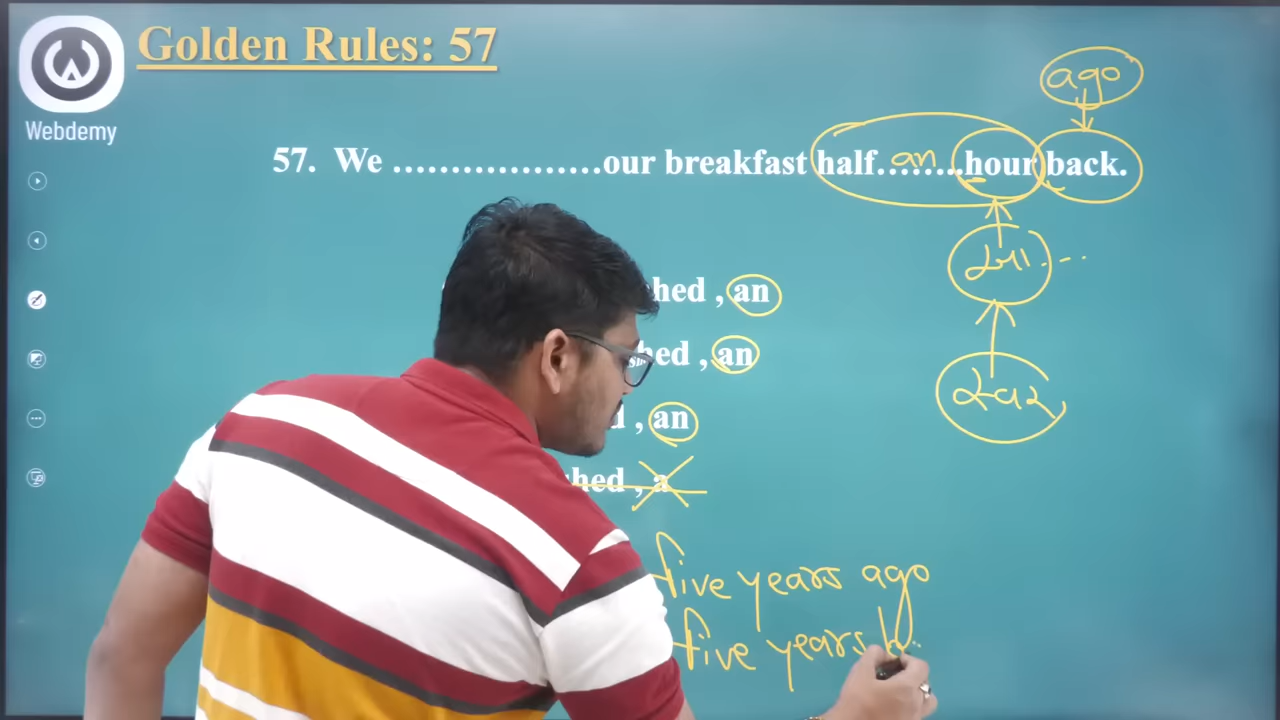 Golden Rules: 57
Webdemy
ago
57. We ………………our breakfast half……..hour back.
an
hed , an
hed , an
d , an
shed , a
five years ago
five years b